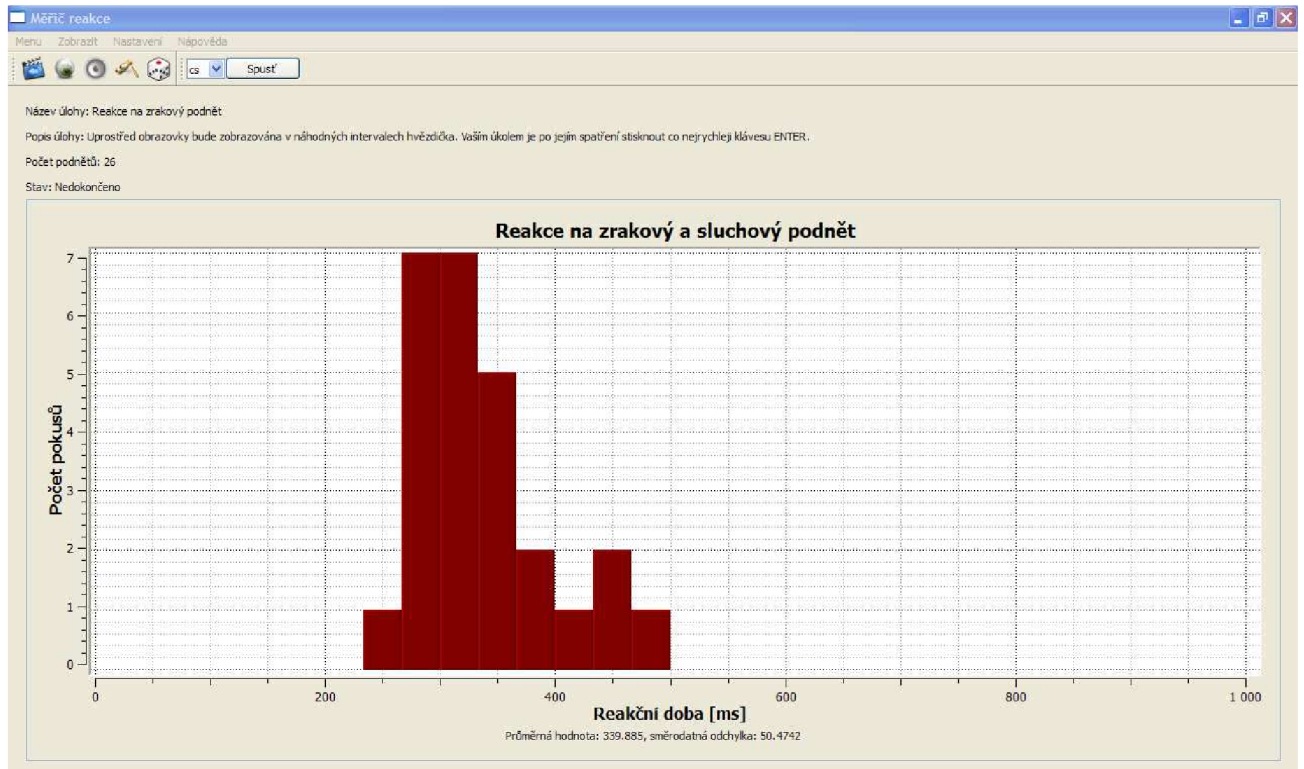 Měřič reakce
Menu Zobrazit Nastavení Nápověda
cs Spusť
Název úlohy: Reakce na zrakový podnět
Popis úlohy: Uprostřed obrazovky bude zobrazována v náhodných intervalech hvězdička. Vaším úkolem je po jejím spatření stisknout co nejrychleji klávesu ENTER.
Počet podnětů: 26
Stav: Nedokončeno
Reakce na zrakový a sluchový podnět
7
6
5
4
3
2
1
0
Počet pokusů
0 200 400 600 800 1 000
Reakční doba [ms]
Průměrná hodnota: 339.885, směrodatná odchylka: 50.4742